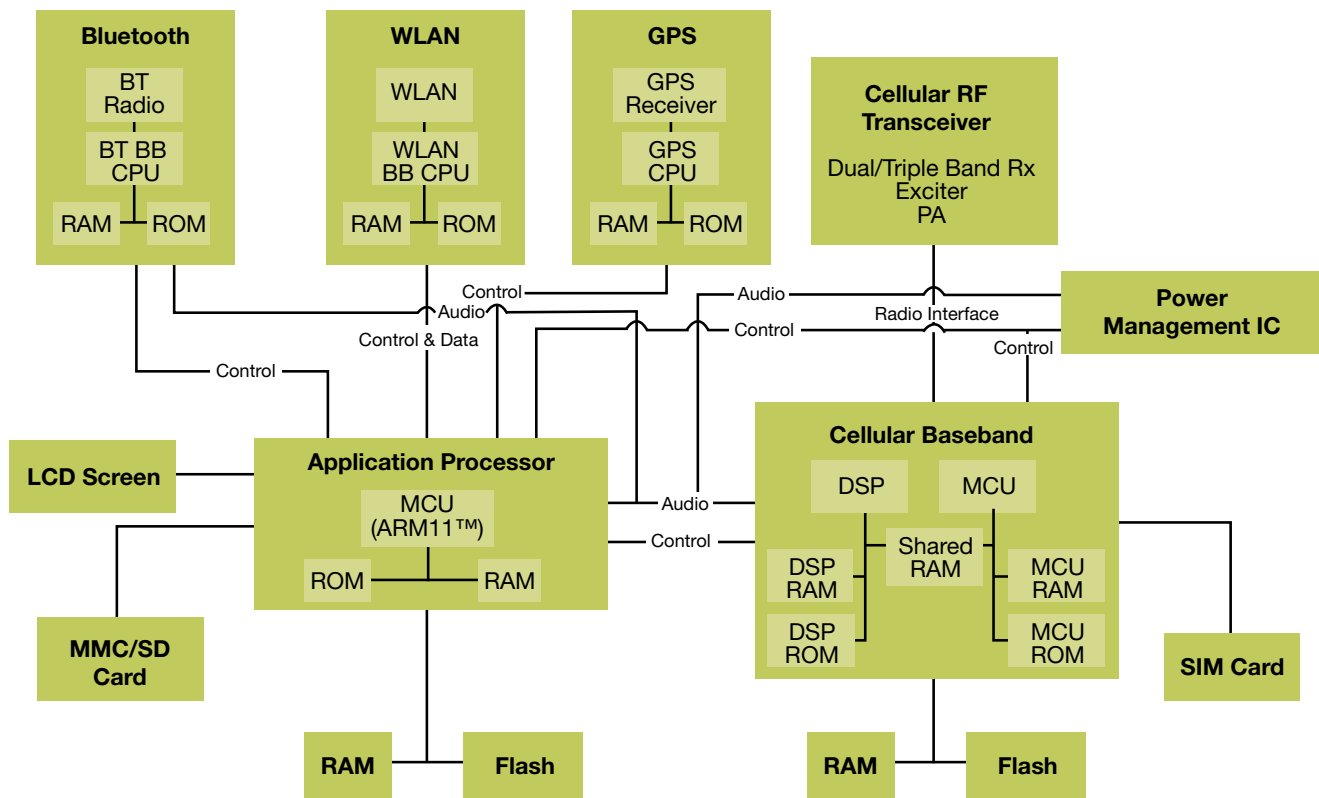 Bluetooth
BT
Radio
BT BB
CPU
RAM
ROM
WLAN
WLAN
WLAN
BB CPU
RAM
ROM
GPS
GPS
Receiver
GPS
CPU
RAM
ROM
Cellular RF
Transceiver
Dual/Triple Band Rx
Exciter
PA
Control
Audio
Control & Data
Control
Audio
Radio Interface
Control
Control
Power
Management IC
LCD Screen
Application Processor
MCU
(ARM11™)
ROM
RAM
Audio
Control
Cellular Baseband
DSP
MCU
Shared
RAM
DSP
RAM
MCU
RAM
DSP
ROM
MCU
ROM
MMC/SD
Card
SIM Card
RAM
Flash
RAM
Flash